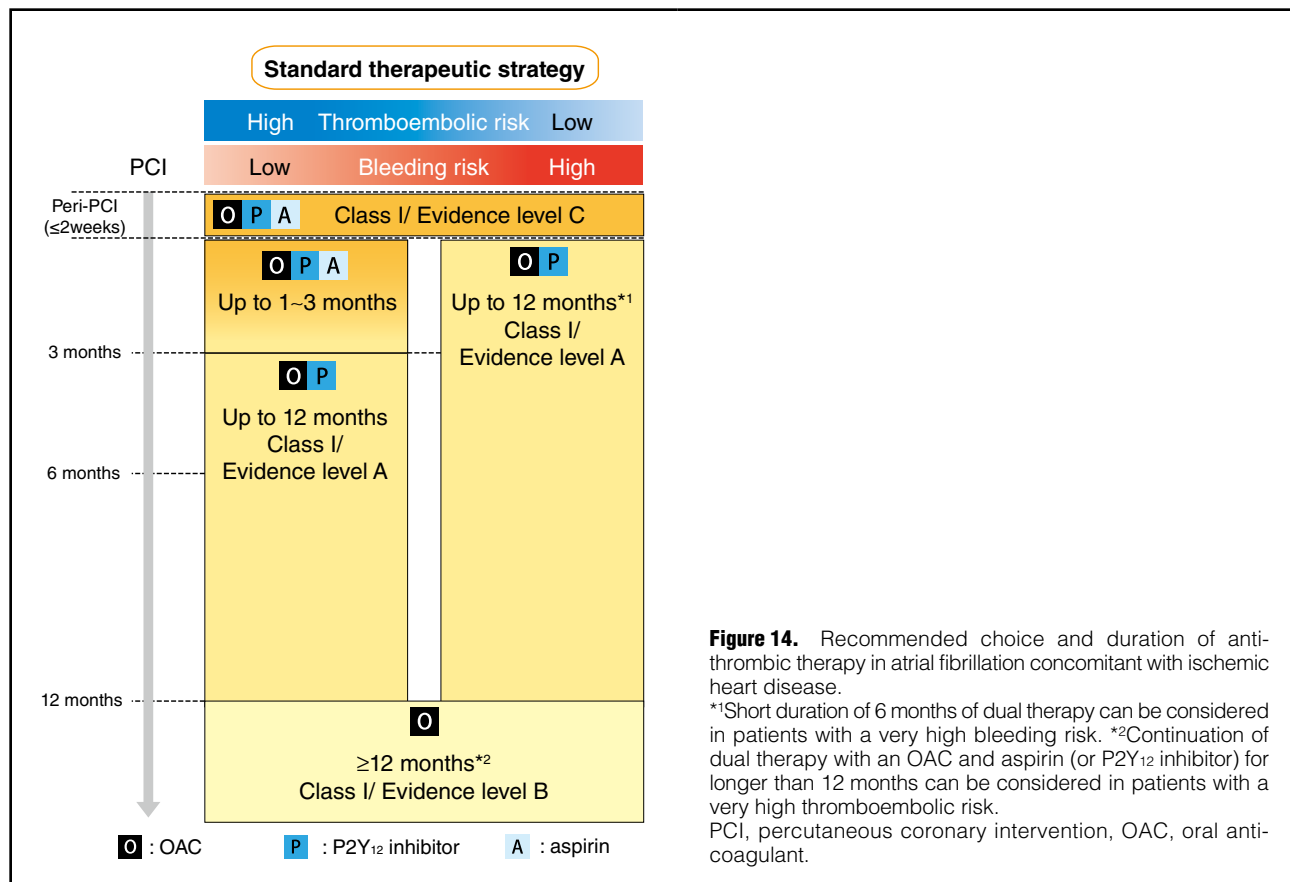 Standard therapeutic strategy
High Thromboembolic risk Low
PCI Low Bleeding risk High
Peri-PCI
(≤2weeks)
O P A Class I/ Evidence level C
O P A
Up to 1~3 months
O P
Up to 12 months*1
Class I/
Evidence level A
3 months
O P
Up to 12 months
Class I/
Evidence level A
6 months
12 months
O
≥12 months*2
Class I/ Evidence level B
O : OAC P : P2Y12 inhibitor A : aspirin
Figure 14. Recommended choice and duration of anti-
thrombic therapy in atrial fibrillation concomitant with ischemic
heart disease.
*1Short duration of 6 months of dual therapy can be considered
in patients with a very high bleeding risk. *2Continuation of
dual therapy with an OAC and aspirin (or P2Y12 inhibitor) for
longer than 12 months can be considered in patients with a
very high thromboembolic risk.
PCI, percutaneous coronary intervention, OAC, oral anti-
coagulant.